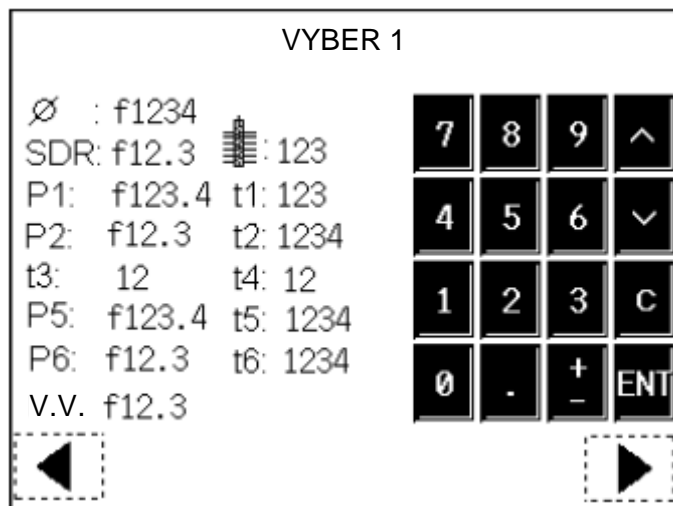 VYBER 1
Ø : f1234
SDR: f12.3 : 123
P1: f123.4 t1: 123
P2: f12.3 t2: 1234
t3: 12 t4: 12
P5: f123.4 t5: 1234
P6: f12.3 t6: 1234
V.V. f12.3
7 8 9 ^
4 5 6 v
1 2 3 C
0 . +/- ENT